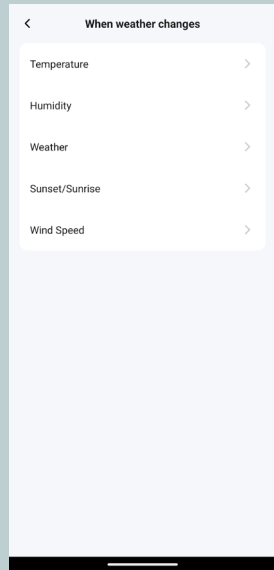 When weather changes
Temperature
Humidity
Weather
Sunset/Sunrise
Wind Speed